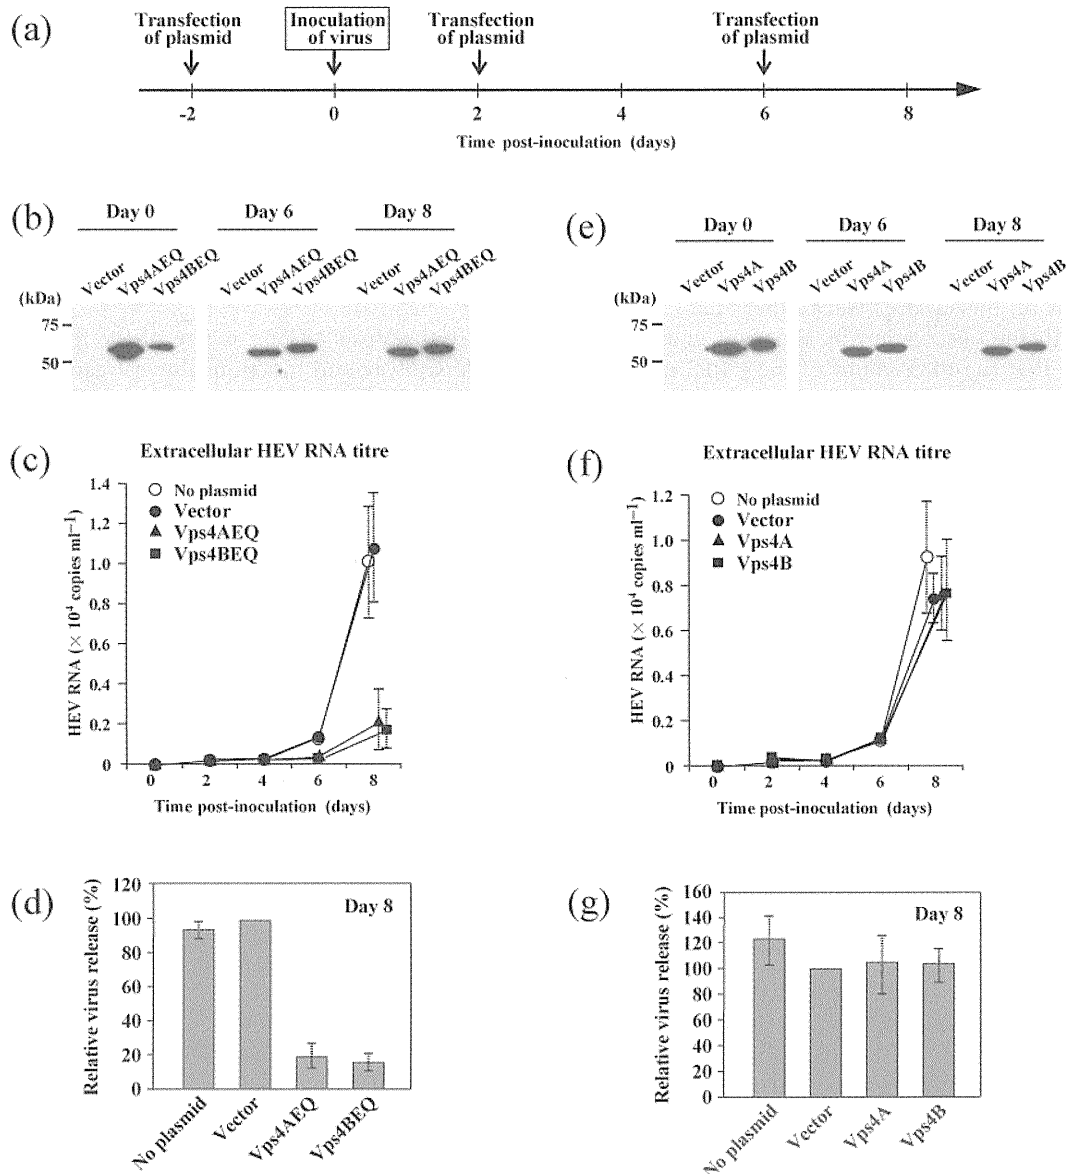 (a)
Transfection of plasmid
Inoculation of virus
Transfection of plasmid
Transfection of plasmid
-2 0 2 4 6 8
Time post-inoculation (days)
(b)
Day 0 Day 6 Day 8
Vector Vps4AEQ Vps4BEQ Vector Vps4AEQ Vps4BEQ Vector Vps4AEQ Vps4BEQ
(kDa)
75
50
(e)
Day 0 Day 6 Day 8
Vector Vps4A Vps4B Vector Vps4A Vps4B Vector Vps4A Vps4B
(kDa)
75
50
(c)
Extracellular HEV RNA titre
HEV RNA (× 10⁴ copies ml⁻¹)
1.4
1.2
1.0
0.8
0.6
0.4
0.2
0
No plasmid
Vector
Vps4AEQ
Vps4BEQ
0 2 4 6 8
Time post-inoculation (days)
(f)
Extracellular HEV RNA titre
HEV RNA (× 10⁴ copies ml⁻¹)
1.2
1.0
0.8
0.6
0.4
0.2
0
No plasmid
Vector
Vps4A
Vps4B
0 2 4 6 8
Time post-inoculation (days)
(d)
Relative virus release (%)
120
100
80
60
40
20
0
Day 8
No plasmid Vector Vps4AEQ Vps4BEQ
(g)
Relative virus release (%)
160
140
120
100
80
60
40
20
0
Day 8
No plasmid Vector Vps4A Vps4B